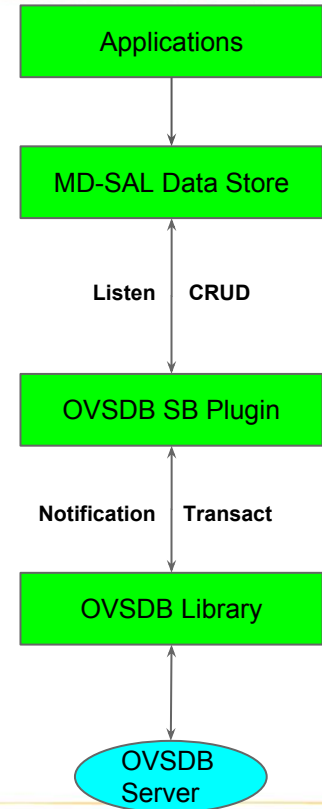 Applications
MD-SAL Data Store
Listen CRUD
OVSDB SB Plugin
Notification Transact
OVSDB Library
OVSDB
Server